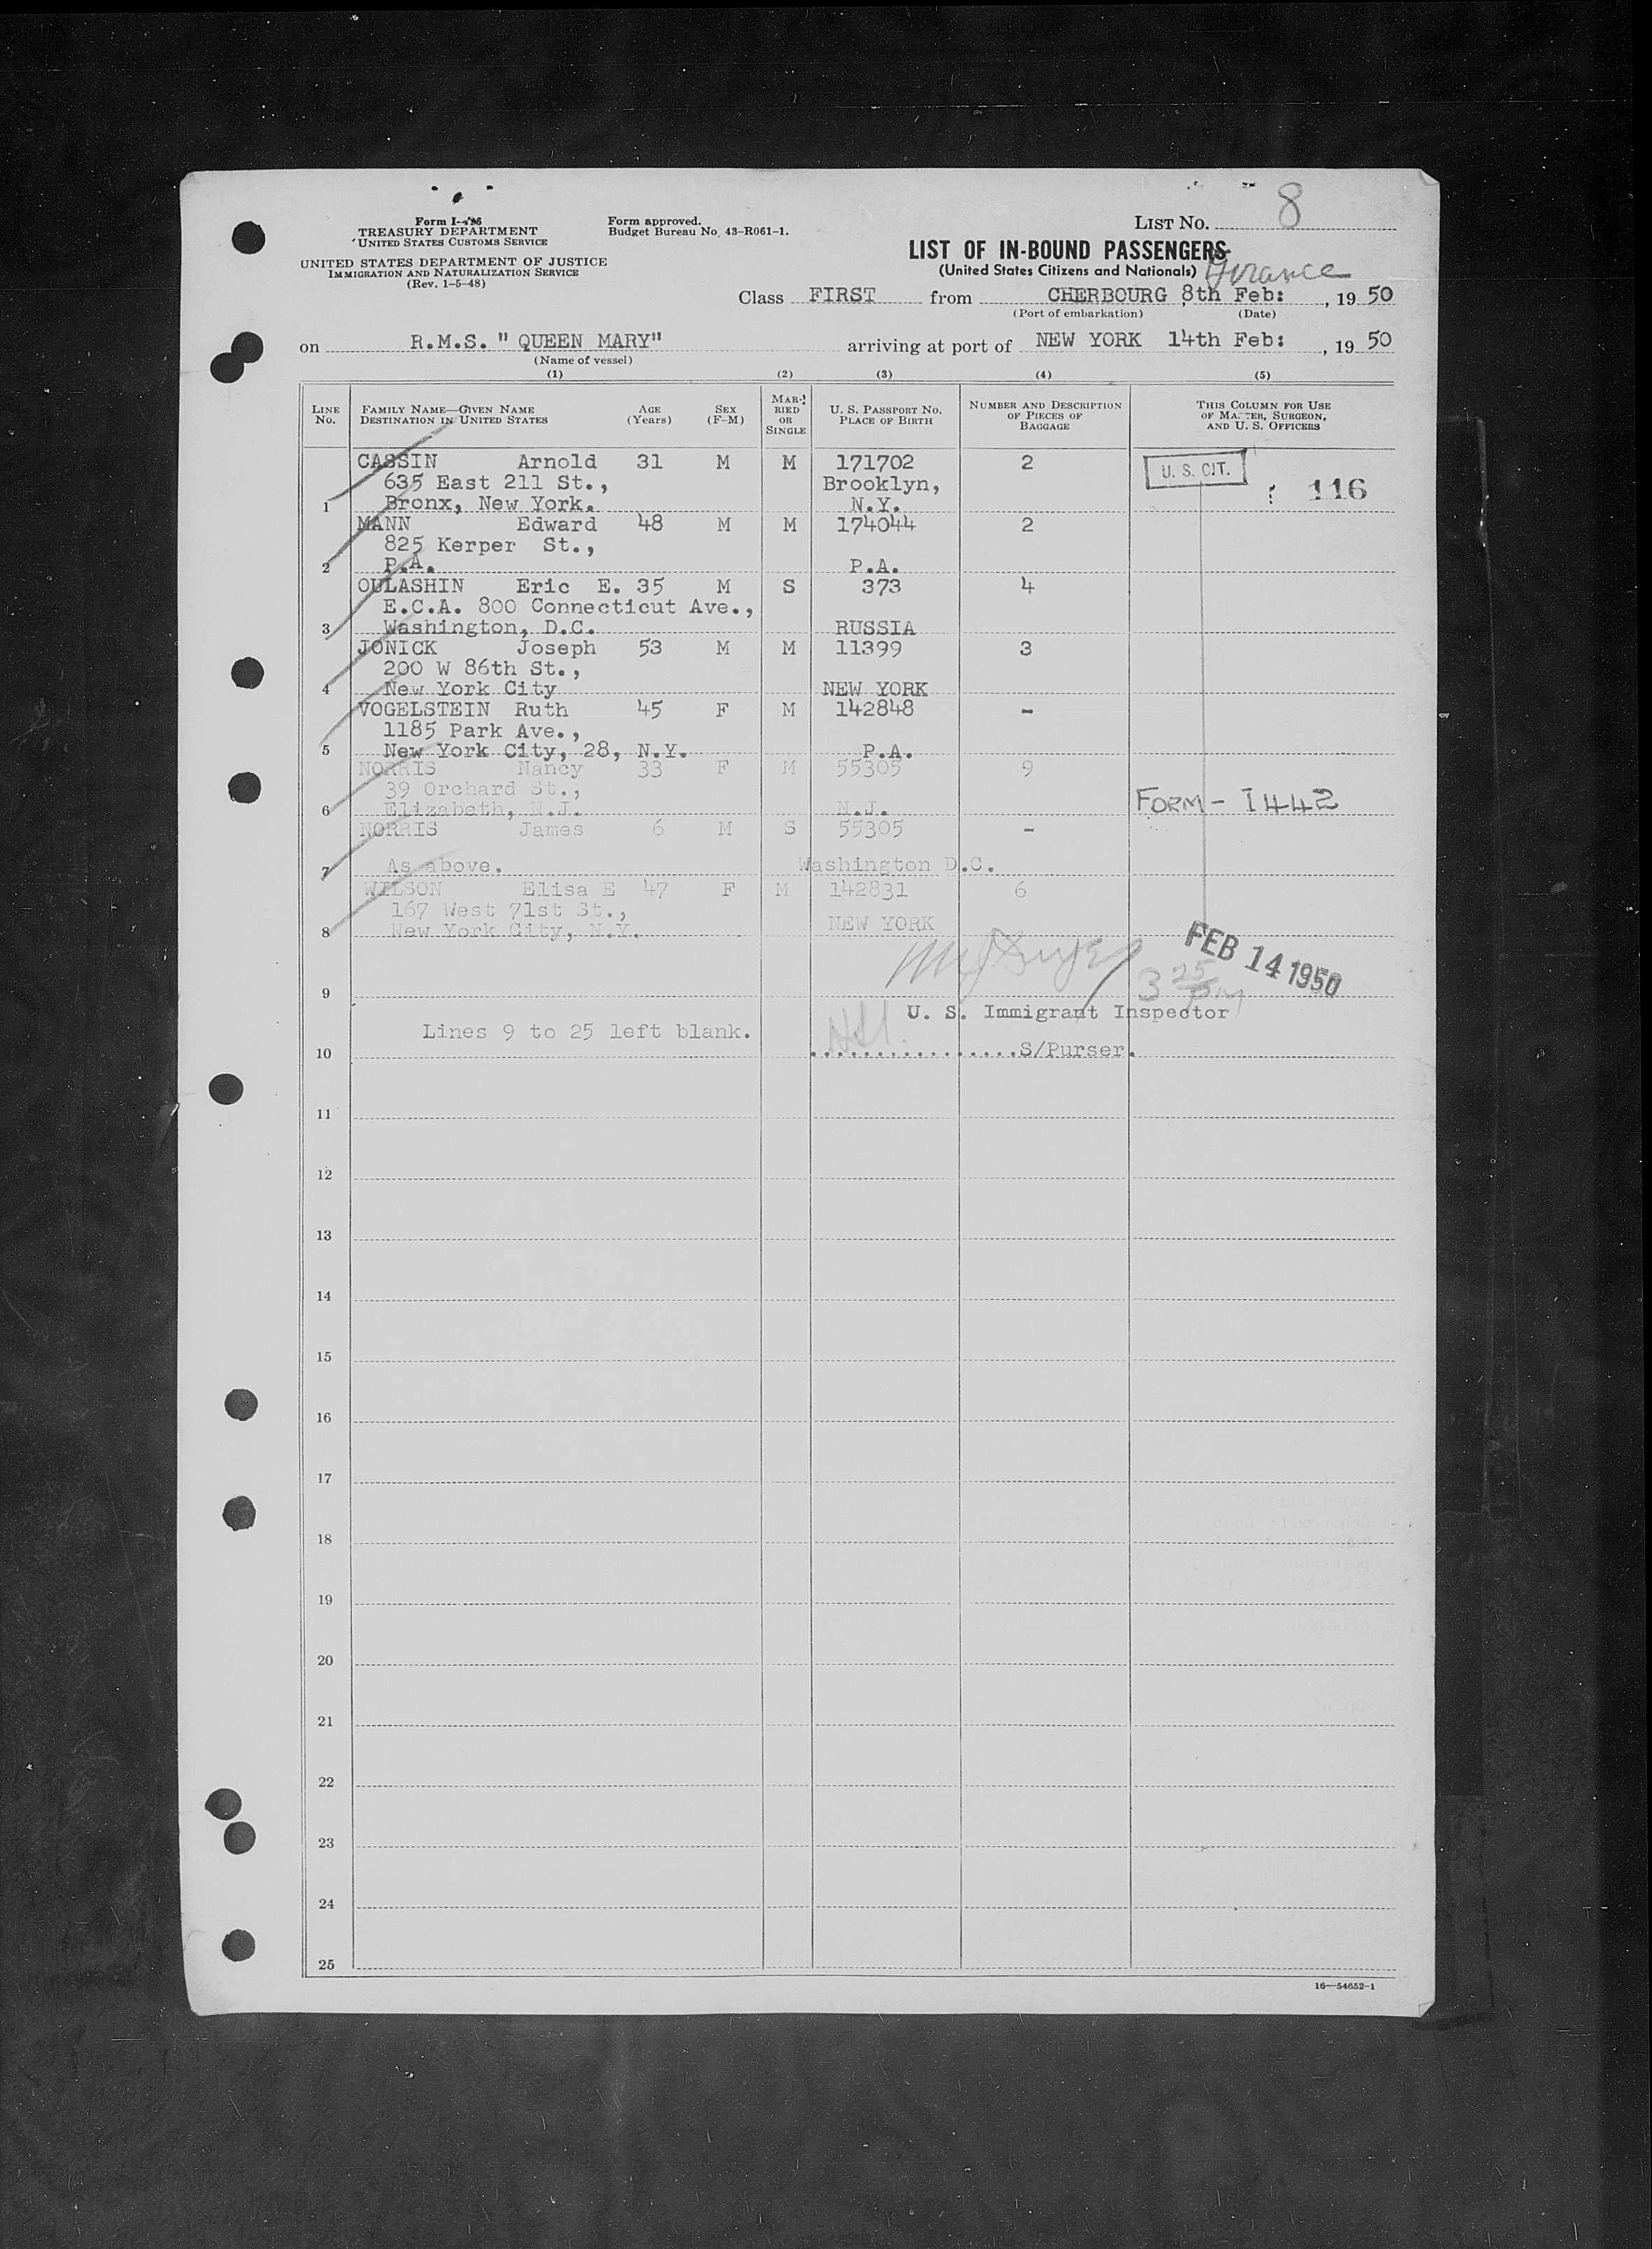 LIST NO. 8
TREASURY DEPARTMENT
UNITED STATES CUSTOMS SERVICE
UNITED STATES DEPARTMENT OF JUSTICE
IMMIGRATION AND NATURALIZATION SERVICE
(Rev. 1-5-48)
Form approved.
Budget Bureau No. 43-R061-1.
LIST OF IN-BOUND PASSENGERS
(United States Citizens and Nationals) France
Class FIRST from CHERBOURG, 8th Feb: , 19 50
(Port of embarkation) (Date)
on R.M.S. " QUEEN MARY" arriving at port of NEW YORK 14th Feb: , 19 50
(Name of vessel)
(1) (2) (3) (4) (5)
LINE No. FAMILY NAME—GIVEN NAME DESTINATION IN UNITED STATES AGE (Years) SEX (F-M) MARRIED OR SINGLE U. S. PASSPORT NO. PLACE OF BIRTH NUMBER AND DESCRIPTION OF PIECES OF BAGGAGE THIS COLUMN FOR USE OF MASTER, SURGEON, AND U. S. OFFICERS
CASSIN Arnold 31 M M 171702 2 U. S. CIT.
635 East 211 St., Brooklyn, 116
1 Bronx, New York. N.Y.
MANN Edward 48 M M 174044 2
825 Kerper St.,
2 P.A. P.A.
OULASHIN Eric E. 35 M S 373 4
E.C.A. 800 Connecticut Ave.,
3 Washington, D.C. RUSSIA
JONICK Joseph 53 M M 11399 3
200 W 86th St.,
4 New York City NEW YORK
VOGELSTEIN Ruth 45 F M 142848 -
1185 Park Ave.,
5 New York City, 28, N.Y. P.A.
NORRIS Nancy 33 F M 55305 9
39 Orchard St.,
6 Elizabeth, N.J. N.J. FORM - I442
NORRIS James 6 M S 55305 -
7 As above. Washington D.C.
WILSON Elisa E 47 F M 142831 6
167 West 71st St.,
8 New York City, N.Y. NEW YORK
FEB 14 1950
3 25 pm
9
U. S. Immigrant Inspector
Lines 9 to 25 left blank.
10 ................S/Purser.
11
12
13
14
15
16
17
18
19
20
21
22
23
24
25
16—54652-1